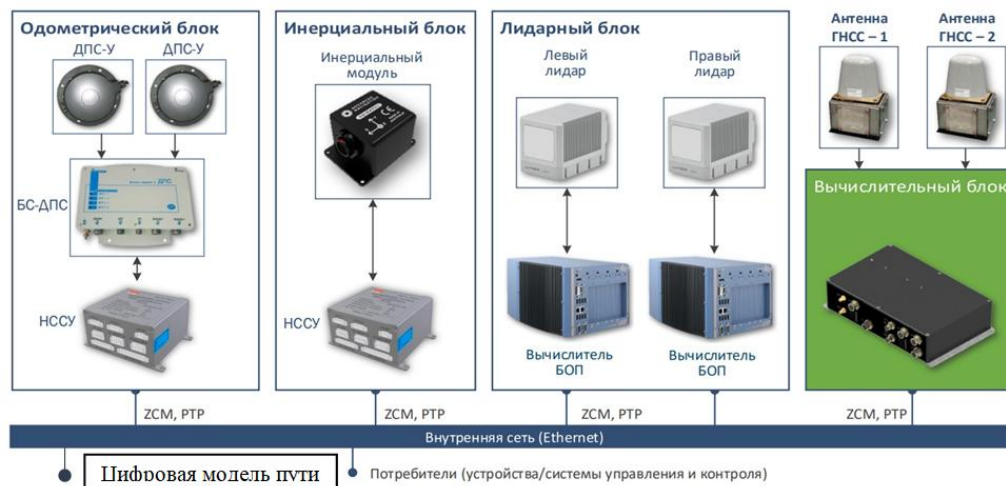 Одометрический блок
ДПС-У
ДПС-У
БС-ДПС
НССУ
Инерциальный блок
Инерциальный
модуль
НССУ
Лидарный блок
Левый
лидар
Правый
лидар
Вычислитель
БОП
Вычислитель
БОП
Антенна
ГНСС – 1
Антенна
ГНСС – 2
Вычислительный блок
ZCM, PTP
ZCM, PTP
ZCM, PTP
ZCM, PTP
Внутренняя сеть (Ethernet)
Цифровая модель пути
Потребители (устройства/системы управления и контроля)